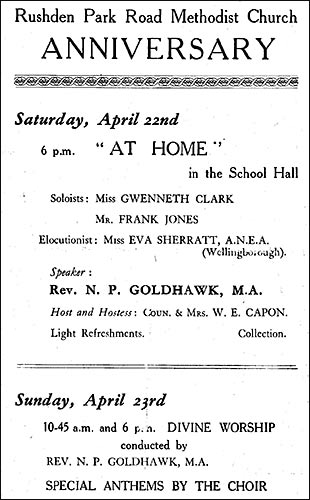 Rushden Park Road Methodist Church
ANNIVERSARY
Saturday, April 22nd
6 p.m. "AT HOME"
in the School Hall
Soloists: Miss GWENNETH CLARK
MR. FRANK JONES
Elocutionist: MISS EVA SHERRATT, A.N.E.A.
(Wellingborough).
Speaker:
Rev. N. P. GOLDHAWK, M.A.
Host and Hostess: COUN. & MRS. W. E. CAPON.
Light Refreshments. Collection.
Sunday, April 23rd
10-45 a.m. and 6 p.m. DIVINE WORSHIP
conducted by
REV. N. P. GOLDHAWK, M.A.
SPECIAL ANTHEMS BY THE CHOIR